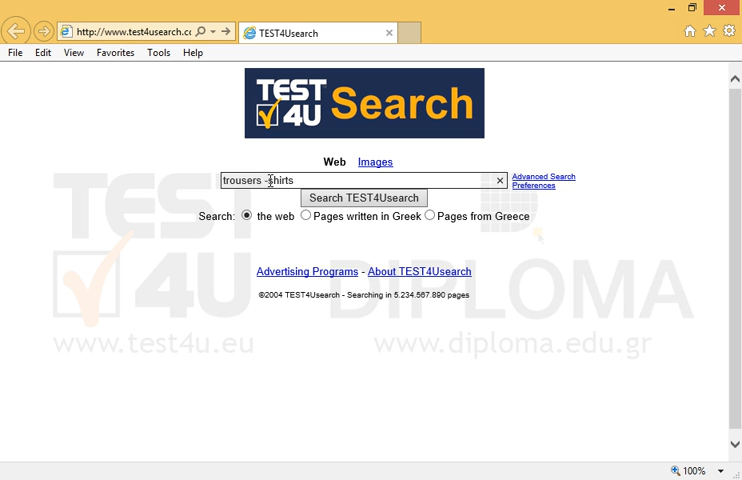 http://www.test4usearch.cc
TEST4Usearch
File Edit View Favorites Tools Help
TEST 4U Search
Web Images
trousers -shirts
Advanced Search
Preferences
Search TEST4Usearch
Search: the web Pages written in Greek Pages from Greece
Advertising Programs - About TEST4Usearch
©2004 TEST4Usearch - Searching in 5.234.567.890 pages
TEST
4U DIPLOMA
www.test4u.eu www.diploma.edu.gr
100%